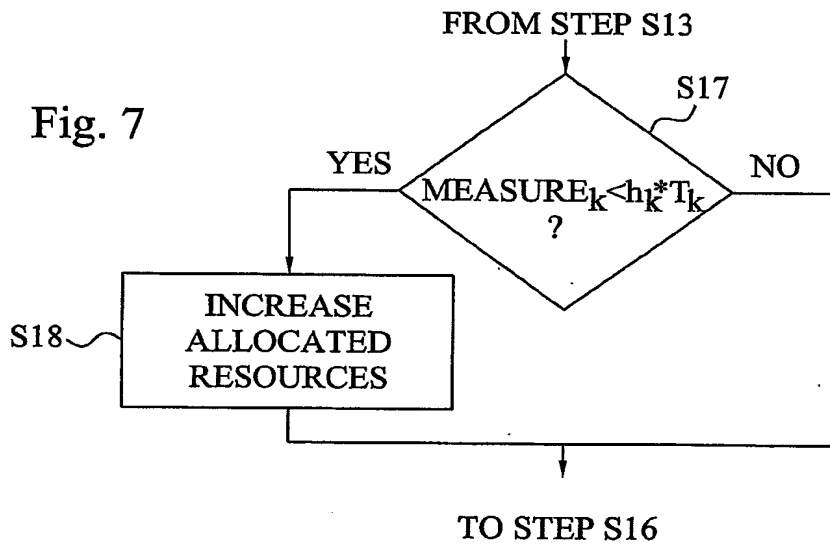 FROM STEP S13
S17
Fig. 7
YES
NO
MEASUREₖ<hₖ*Tₖ
?
INCREASE
ALLOCATED
RESOURCES
S18
TO STEP S16